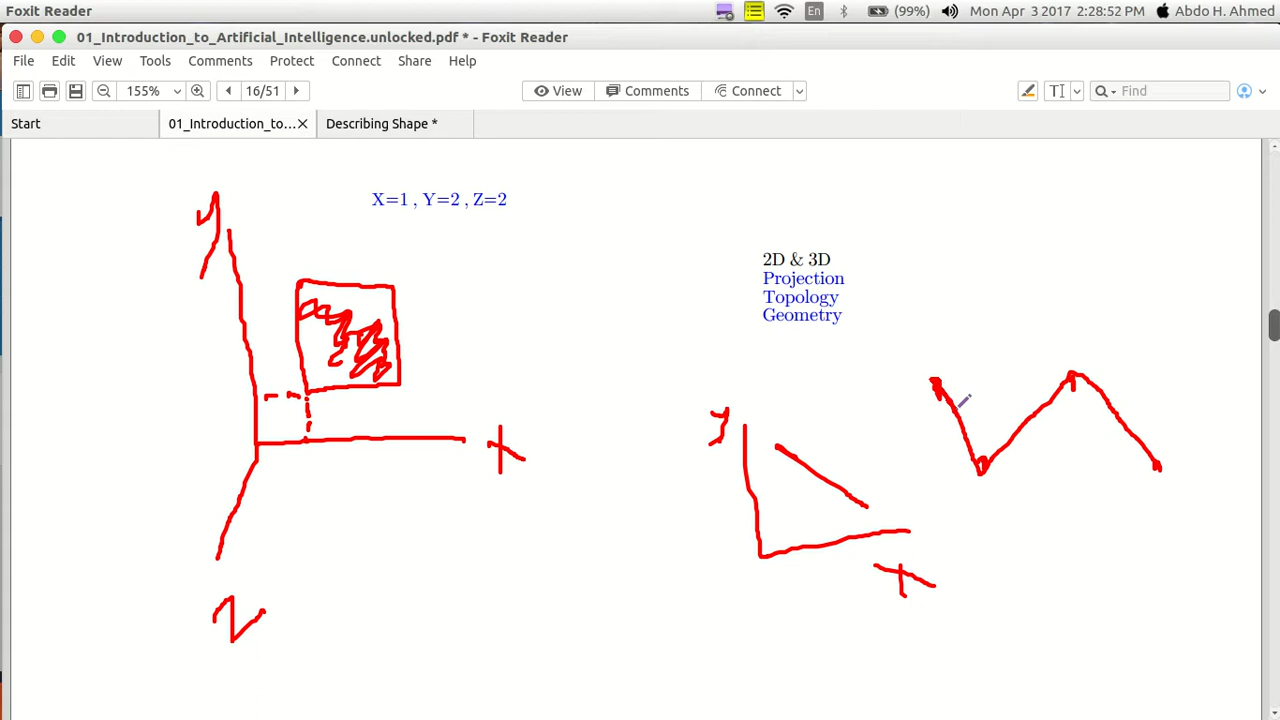 Foxit Reader
En
(99%)
Mon Apr 3 2017 2:28:52 PM
Abdo H. Ahmed
01_Introduction_to_Artificial_Intelligence.unlocked.pdf * - Foxit Reader
File Edit View Tools Comments Protect Connect Share Help
155%
16/51
View
Comments
Connect
Find
Start
01_Introduction_to...
Describing Shape *
X=1 , Y=2 , Z=2
y
x
z
2D & 3D
Projection
Topology
Geometry
y
x